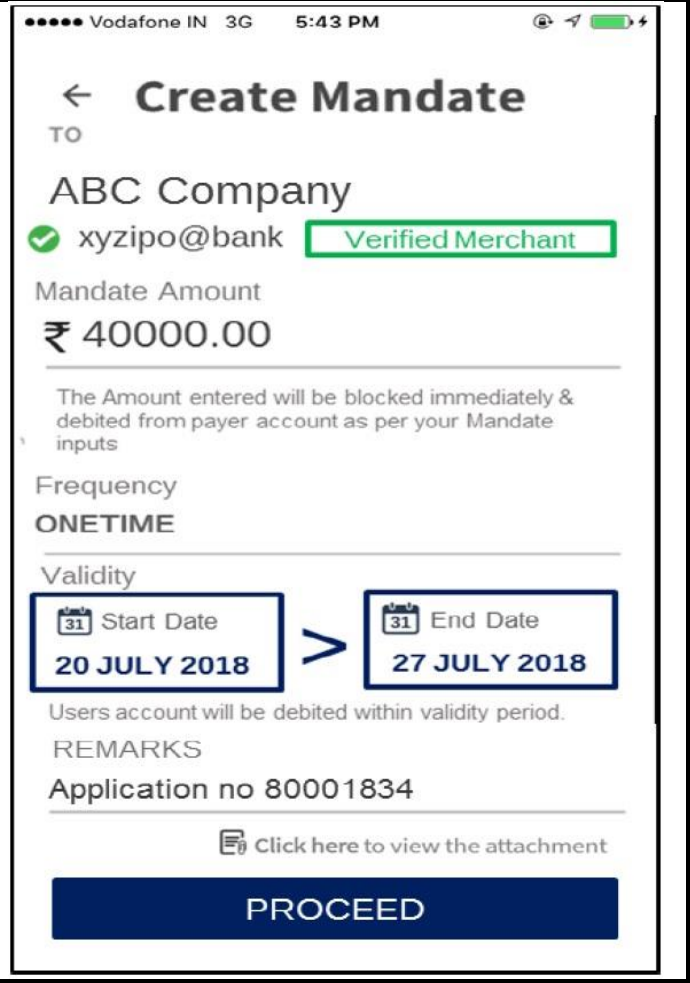 Vodafone IN 3G 5:43 PM
← Create Mandate
TO
ABC Company
xyzipo@bank Verified Merchant
Mandate Amount
₹ 40000.00
The Amount entered will be blocked immediately &
debited from payer account as per your Mandate
inputs
Frequency
ONETIME
Validity
31 Start Date > 31 End Date
20 JULY 2018 27 JULY 2018
Users account will be debited within validity period.
REMARKS
Application no 80001834
Click here to view the attachment
PROCEED